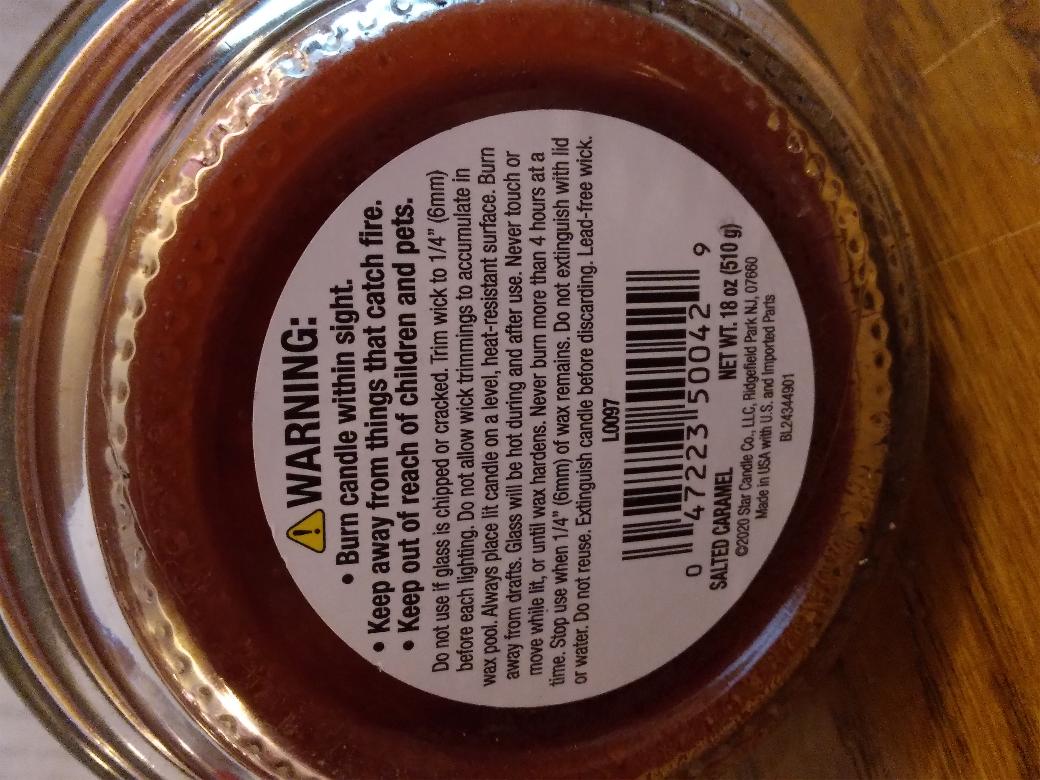 WARNING:
• Burn candle within sight.
• Keep away from things that catch fire.
• Keep out of reach of children and pets.
Do not use if glass is chipped or cracked. Trim wick to 1/4" (6mm)
before each lighting. Do not allow wick trimmings to accumulate in
wax pool. Always place lit candle on a level, heat-resistant surface. Burn
away from drafts. Glass will be hot during and after use. Never touch or
move while lit, or until wax hardens. Never burn more than 4 hours at a
time. Stop use when 1/4" (6mm) of wax remains. Do not extinguish with lid
or water. Do not reuse. Extinguish candle before discarding. Lead-free wick.
L0097
0 47223 50042 9
SALTED CARAMEL NET WT. 18 oz (510 g)
©2020 Star Candle Co., LLC, Ridgefield Park NJ, 07660
Made in USA with U.S. and Imported Parts
BL24344901